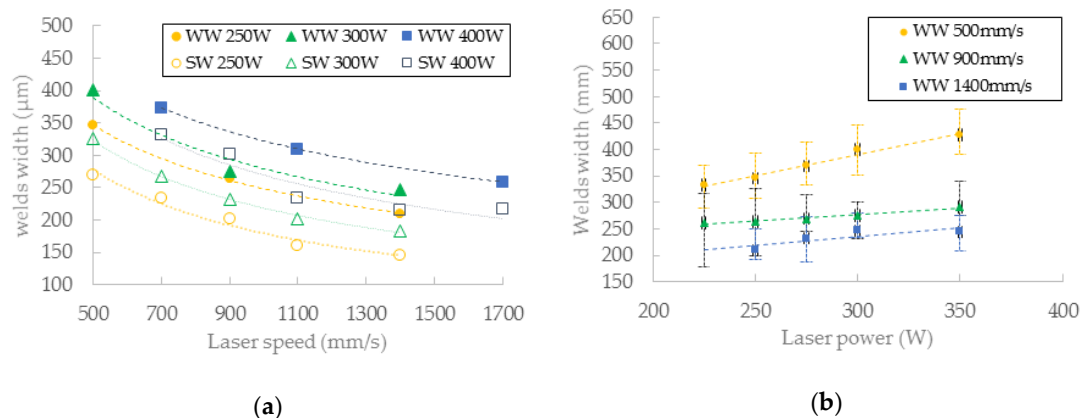 WW 250W WW 300W WW 400W
SW 250W SW 300W SW 400W
welds width (µm)
500
450
400
350
300
250
200
150
100
500 700 900 1100 1300 1500 1700
Laser speed (mm/s)
(a)
WW 500mm/s
WW 900mm/s
WW 1400mm/s
Welds width (mm)
500
450
400
350
300
250
200
150
200 250 300 350 400
Laser power (W)
(b)